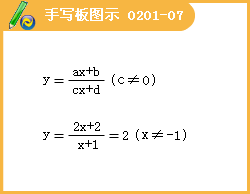 手写板图示 0201-07
y = (ax+b)/(cx+d) (c≠0)
y = (2x+2)/(x+1) = 2 (x≠-1)